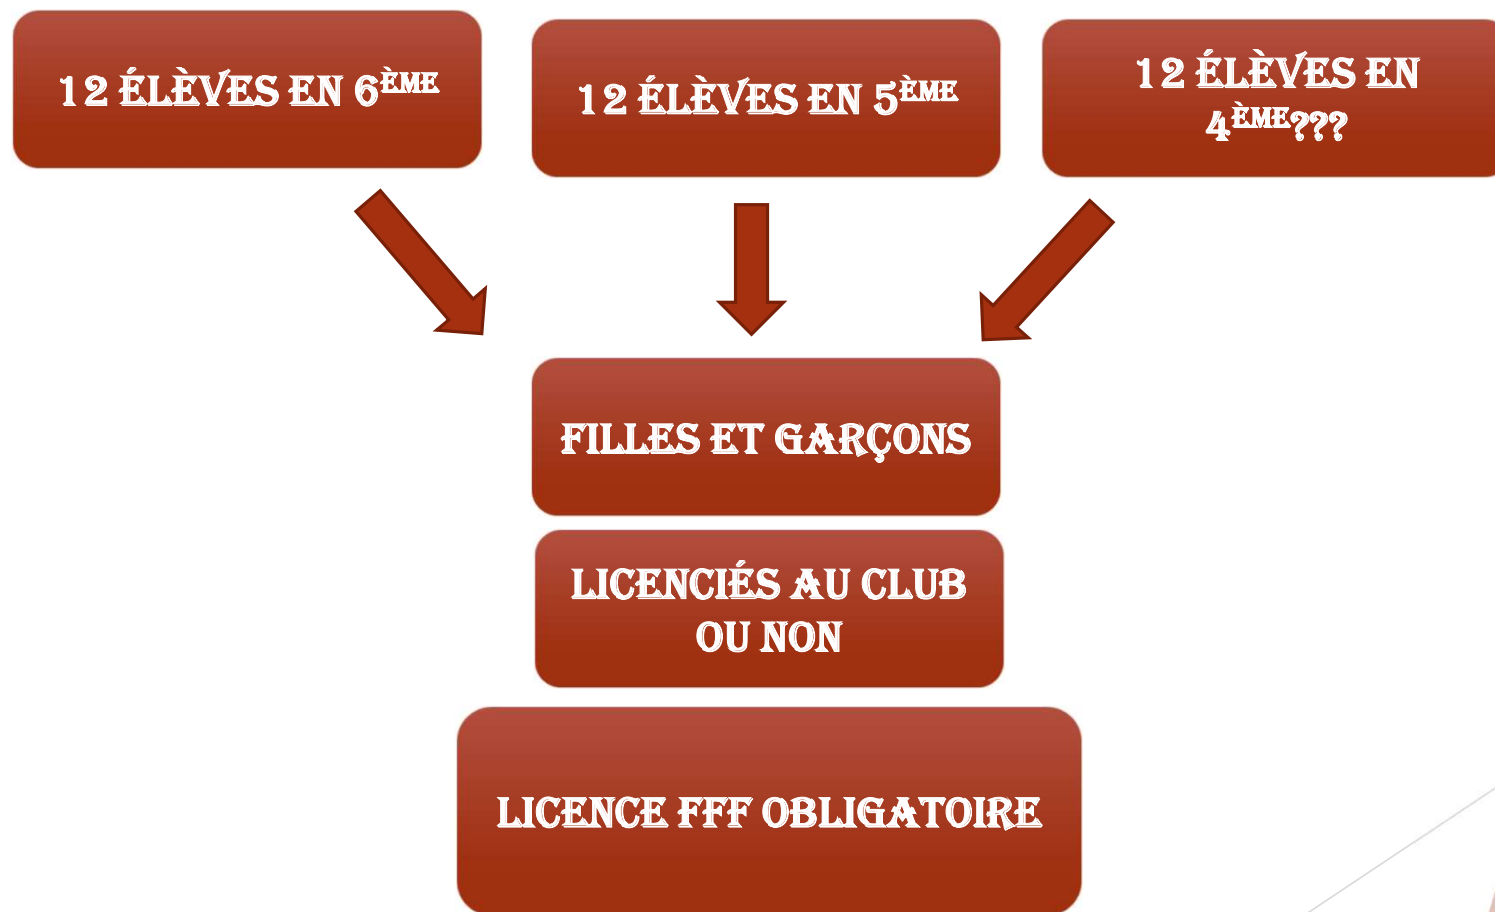 12 ÉLÈVES EN 6ÈME
12 ÉLÈVES EN 5ÈME
12 ÉLÈVES EN
4ÈME???
FILLES ET GARÇONS
LICENCIÉS AU CLUB
OU NON
LICENCE FFF OBLIGATOIRE